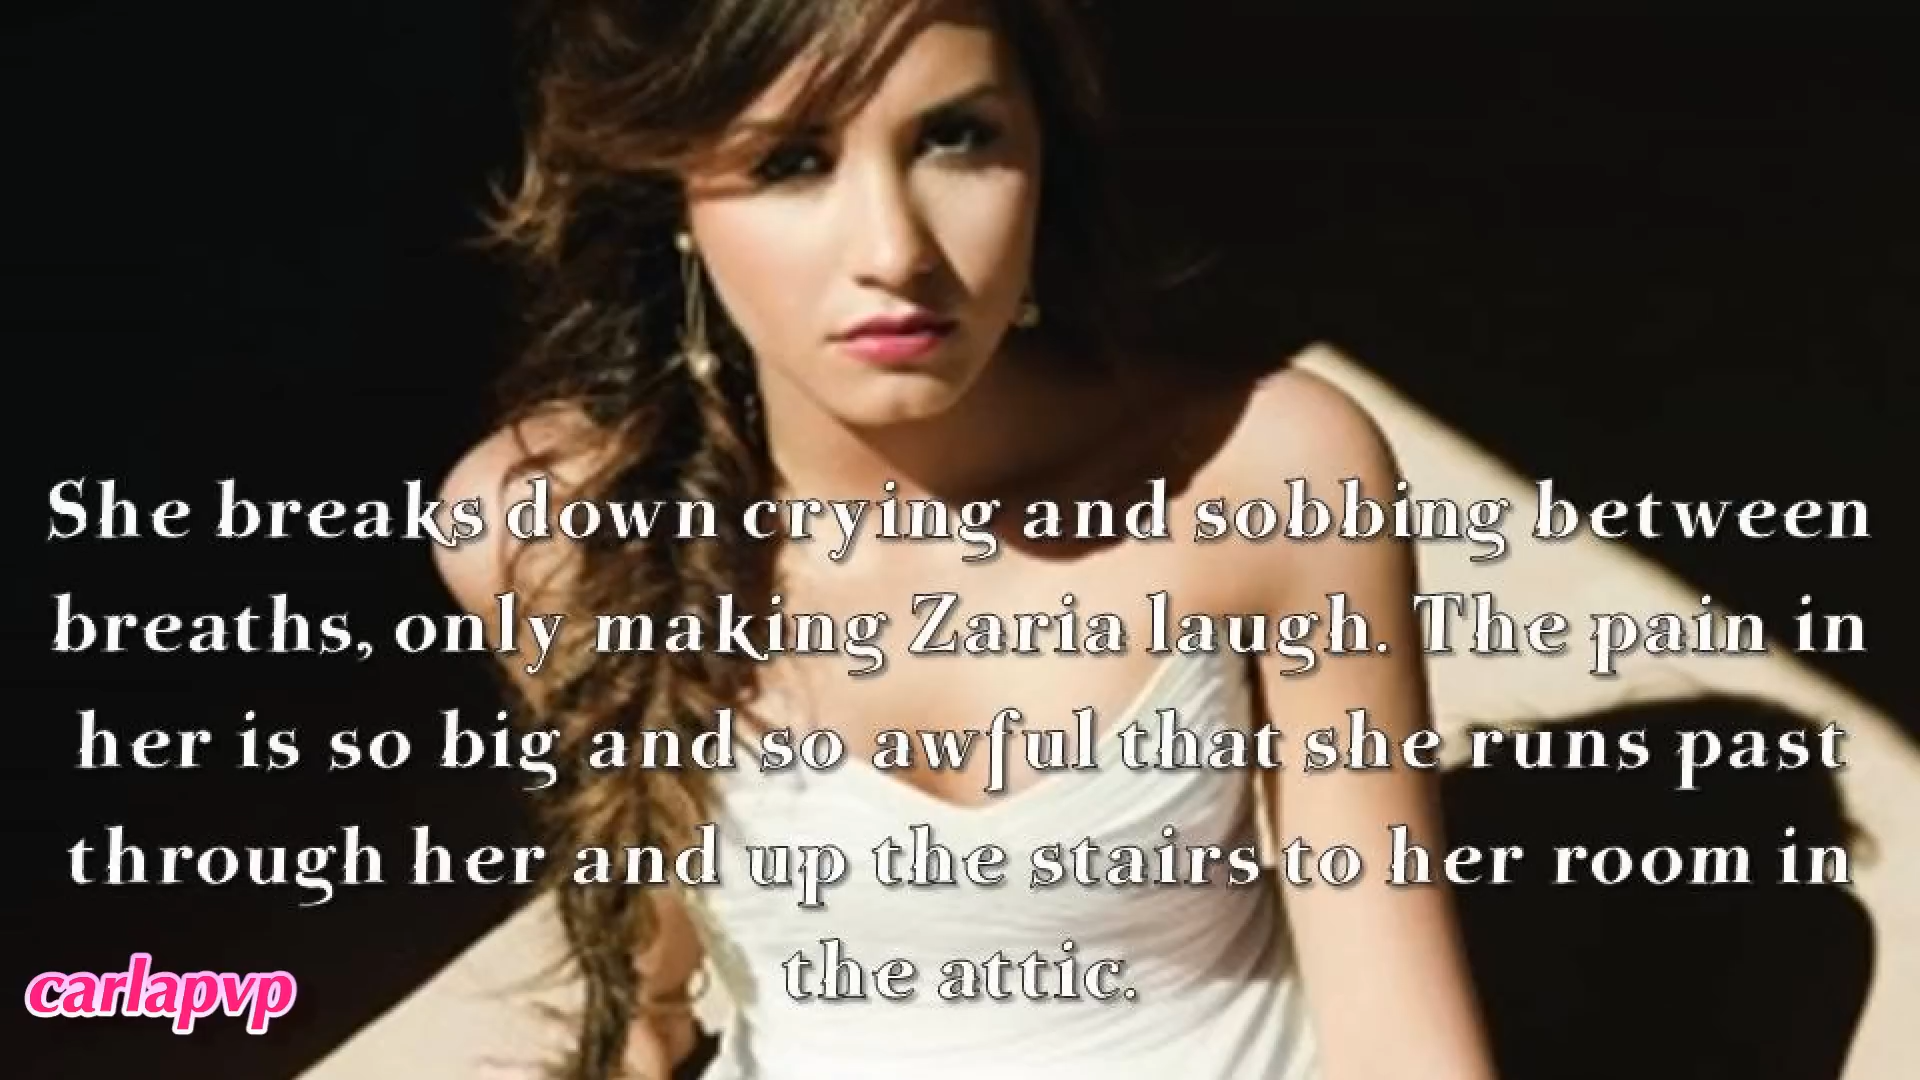 She breaks down crying and sobbing between
breaths, only making Zaria laugh. The pain in
her is so big and so awful that she runs past
through her and up the stairs to her room in
the attic.
carlapvp